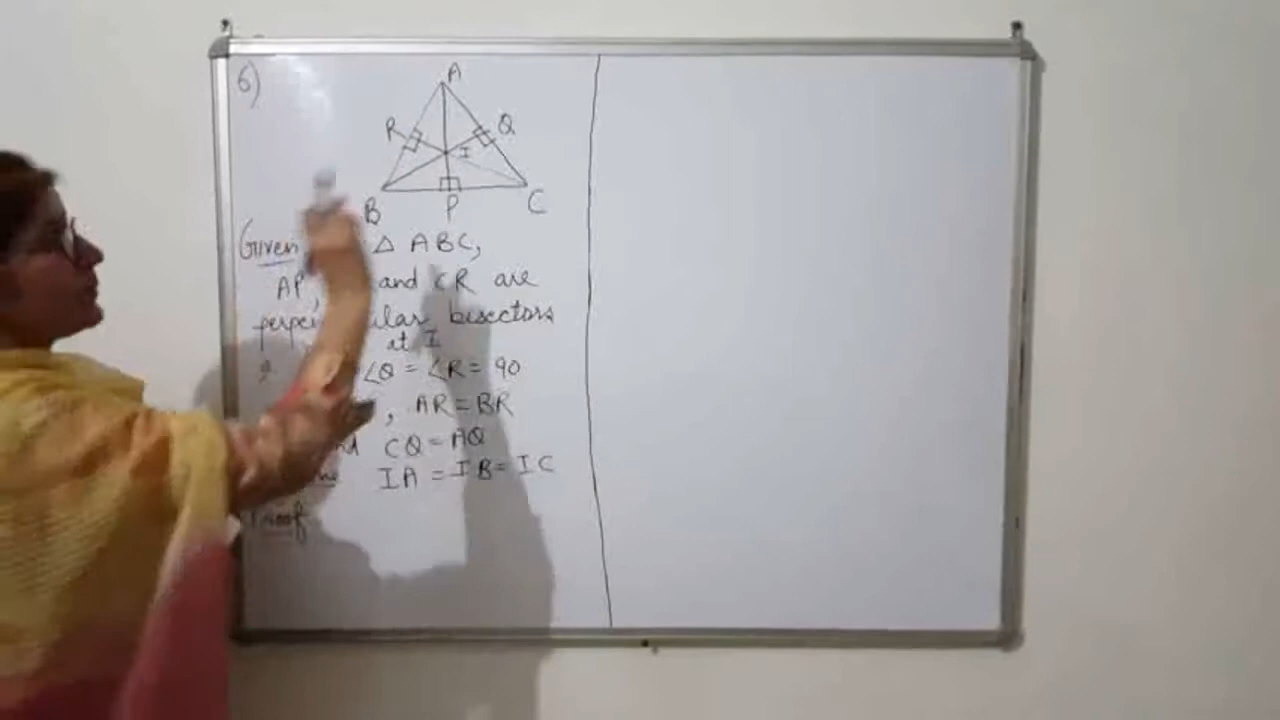 6)
A
R
Q
I
B
P
C
Given Δ ABC,
AP, and CR are
bisectors
at I
∠Q = ∠R = 90
, AR = BR
CQ = AQ
IA = IB = IC
Proof